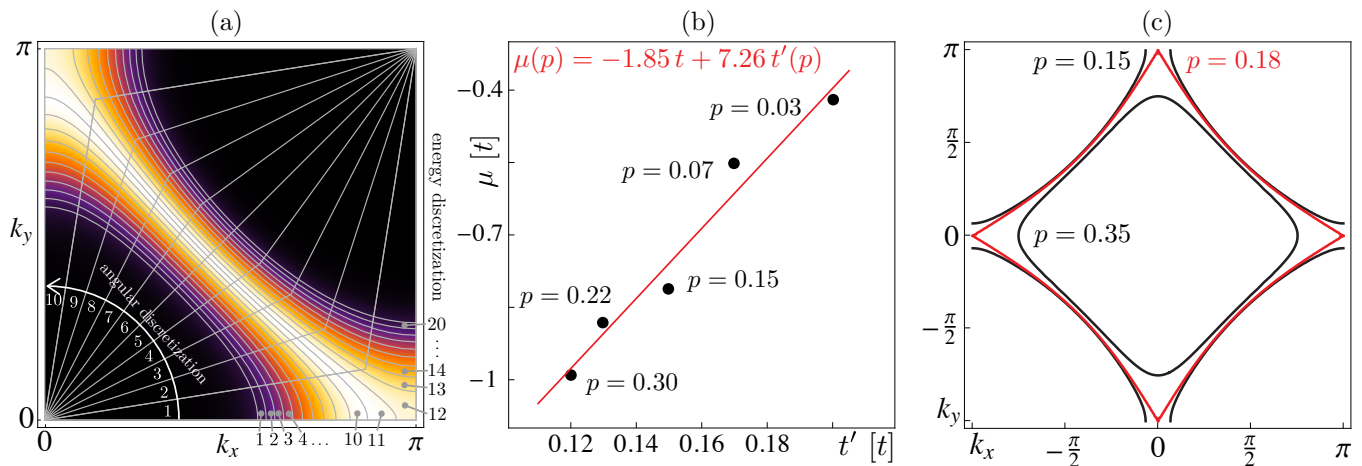 (a)
π
k_y
0
0
k_x
π
angular discretization
10 9 8 7 6 5 4 3 2 1
energy discretization
20
...
14
13
12
1 2 3 4 ... 10 11
(b)
μ(p) = −1.85 t + 7.26 t′(p)
−0.4
μ [t]
−0.7
−1
p = 0.03
p = 0.07
p = 0.15
p = 0.22
p = 0.30
0.12 0.14 0.16 0.18 t′ [t]
(c)
π
π/2
0
−π/2
k_y
p = 0.15
p = 0.18
p = 0.35
k_x −π/2 0 π/2 π